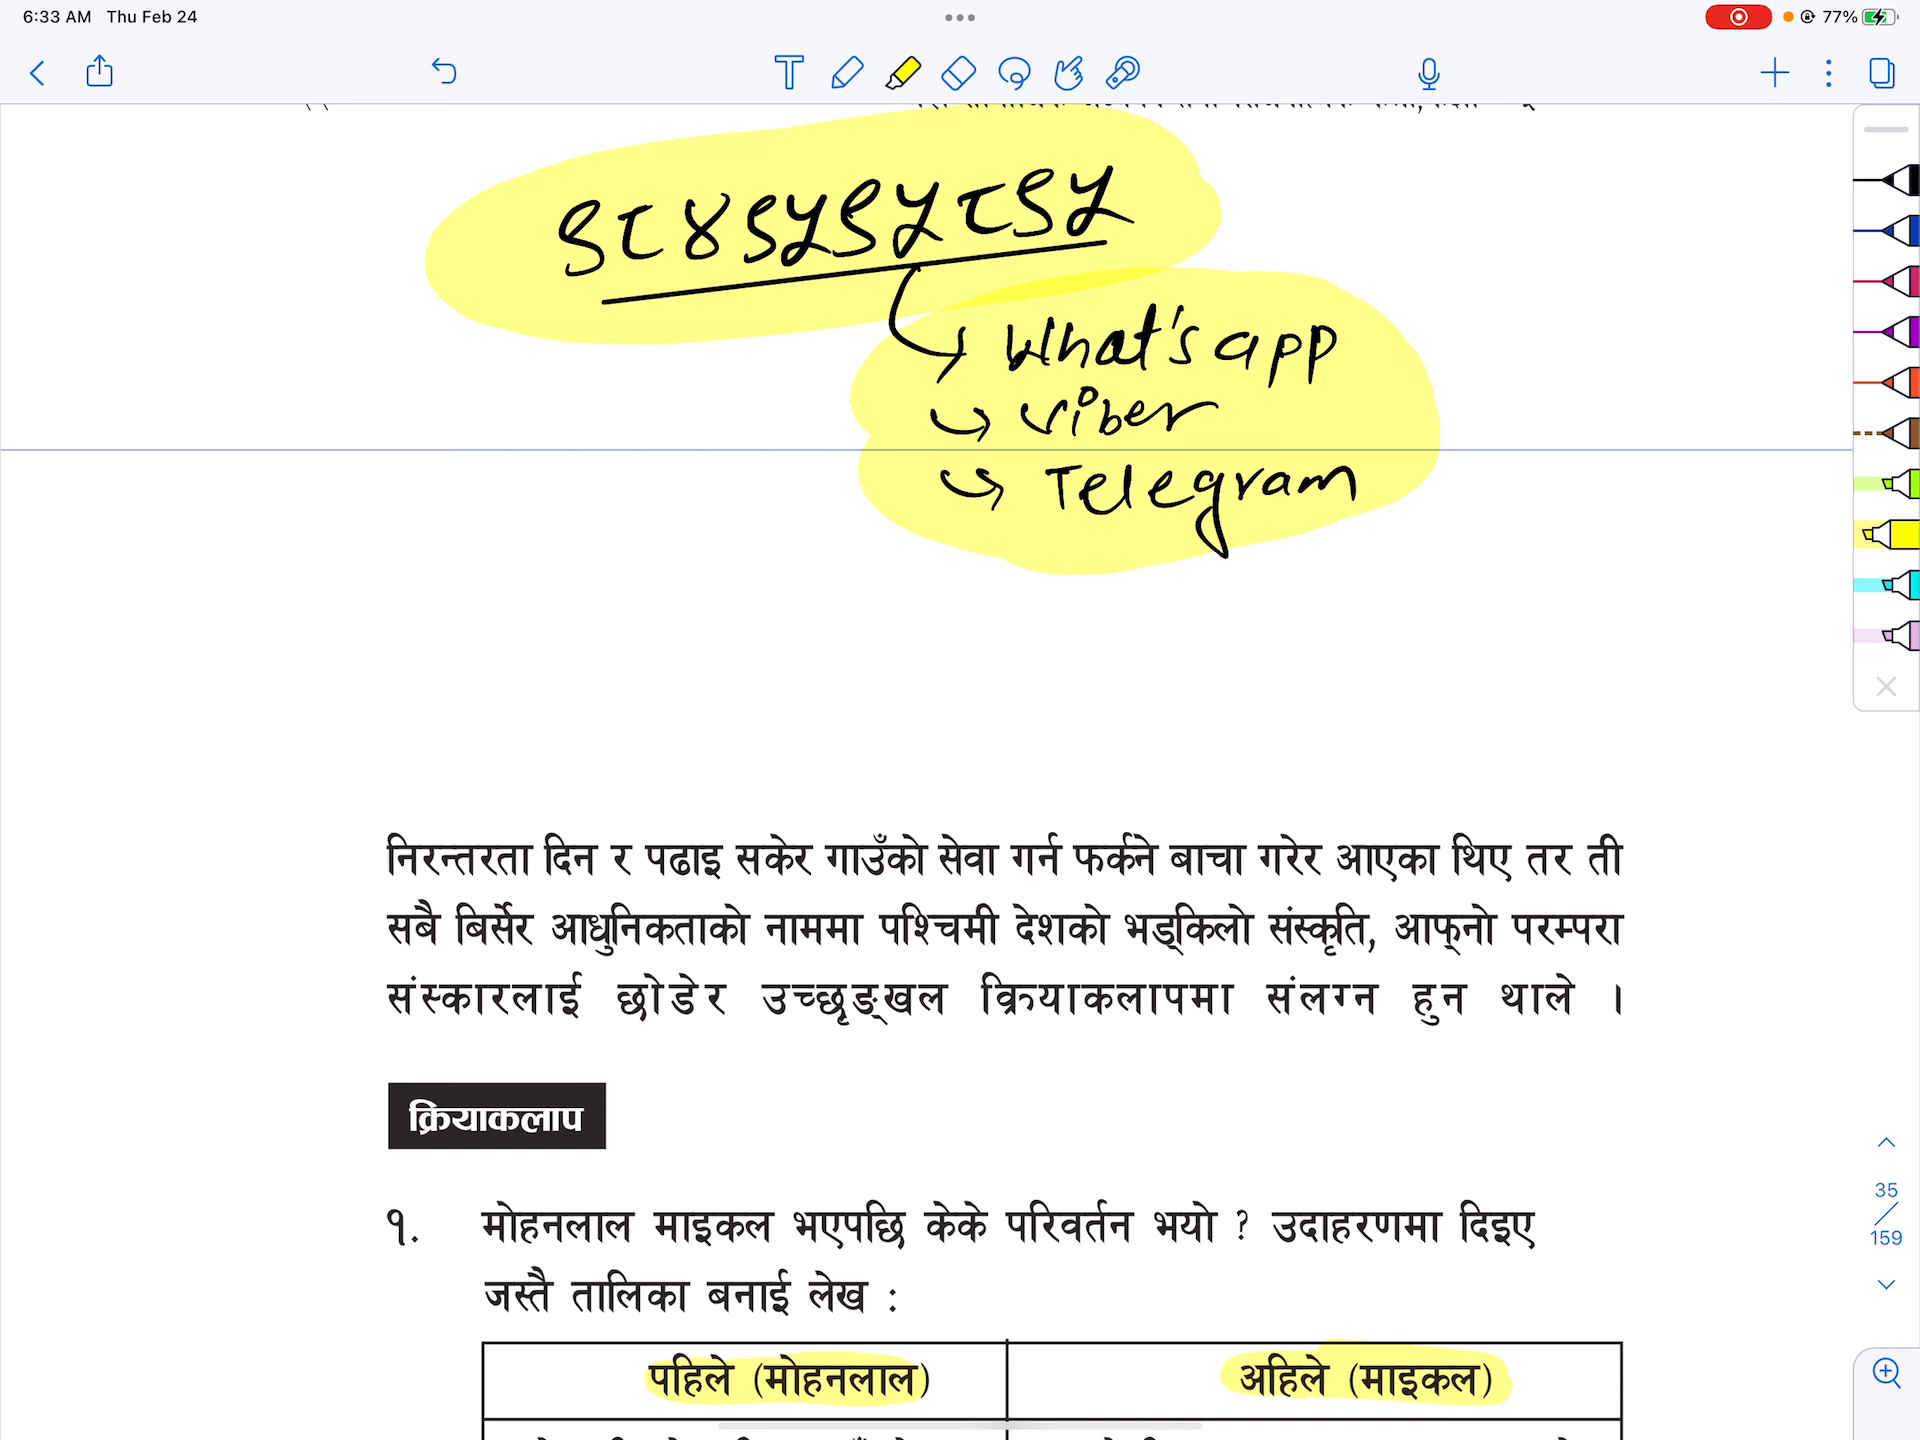 6:33 AM Thu Feb 24
77%
९८४९५९५८९५
What's app
Viber
Telegram
निरन्तरता दिन र पढाइ सकेर गाउँको सेवा गर्न फर्कने बाचा गरेर आएका थिए तर ती
सबै बिर्सेर आधुनिकताको नाममा पश्चिमी देशको भड्किलो संस्कृति, आफ्नो परम्परा
संस्कारलाई छोडेर उच्छृङ्खल क्रियाकलापमा संलग्न हुन थाले ।
क्रियाकलाप
१. मोहनलाल माइकल भएपछि केके परिवर्तन भयो ? उदाहरणमा दिइए
जस्तै तालिका बनाई लेख :
पहिले (मोहनलाल) अहिले (माइकल)
35
159